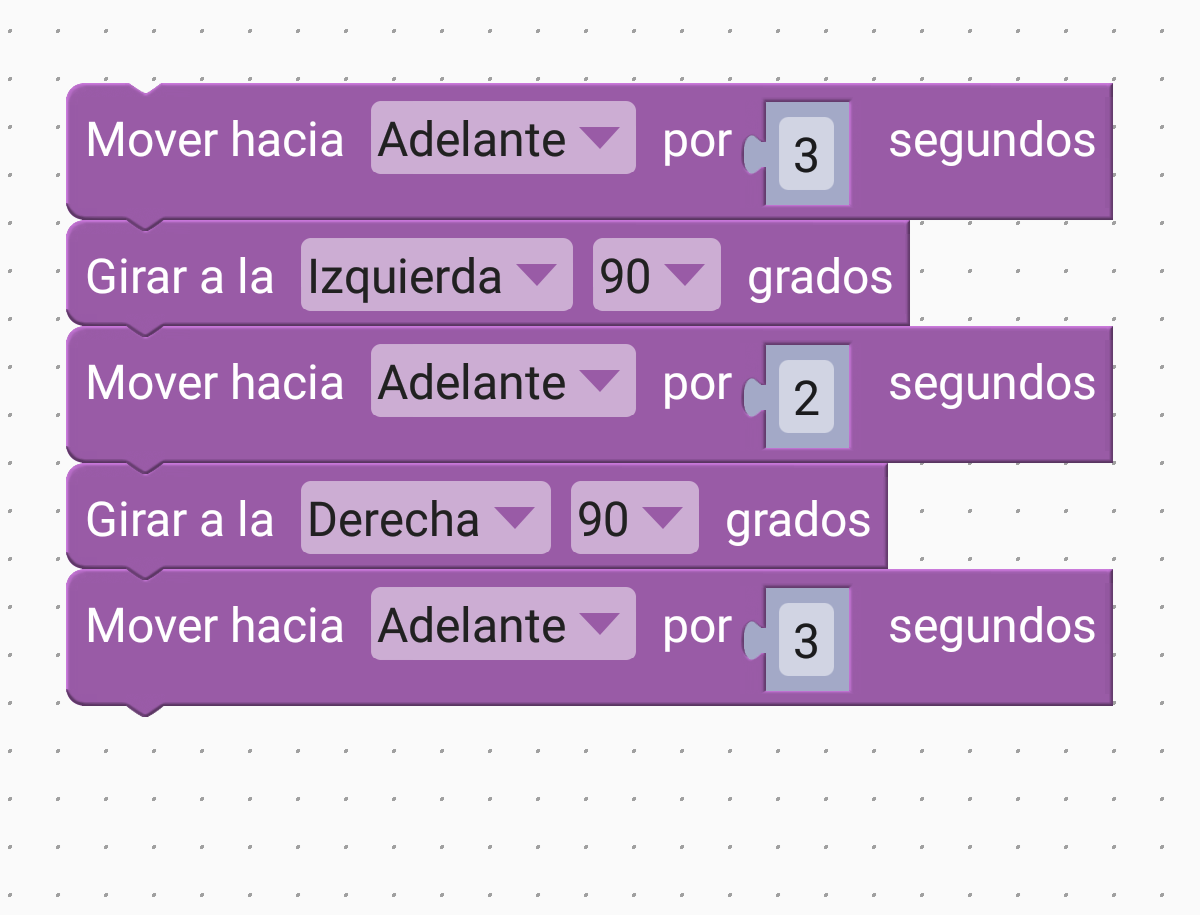 Mover hacia Adelante por 3 segundos
Girar a la Izquierda 90 grados
Mover hacia Adelante por 2 segundos
Girar a la Derecha 90 grados
Mover hacia Adelante por 3 segundos